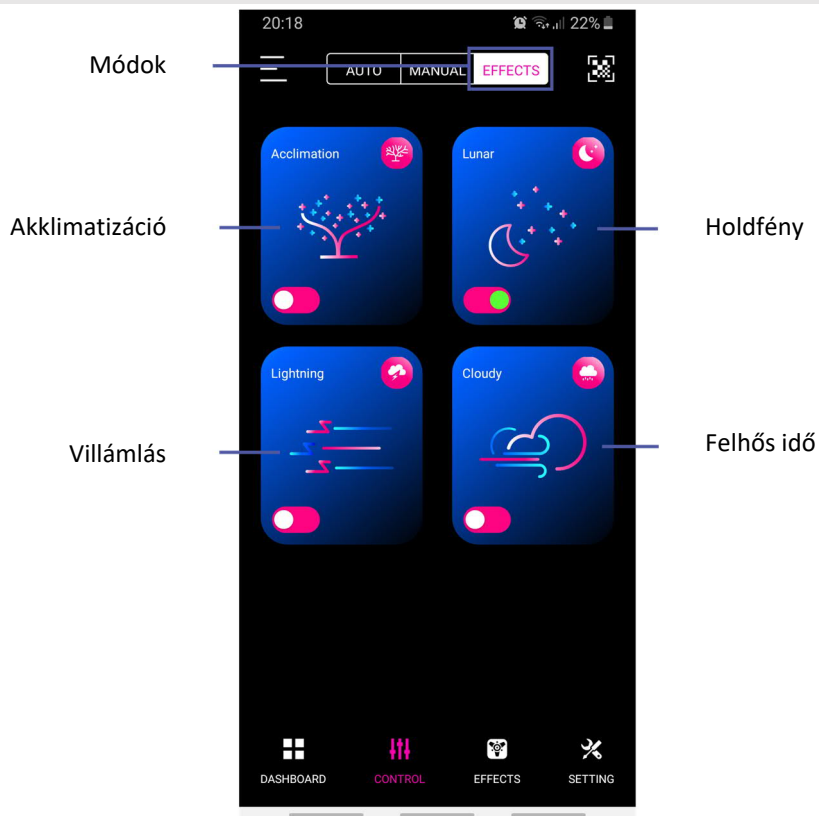 20:18 22%
Módok
AUTO MANUAL EFFECTS
Acclimation Lunar
Akklimatizáció Holdfény
Lightning Cloudy
Villámlás Felhős idő
DASHBOARD CONTROL EFFECTS SETTING